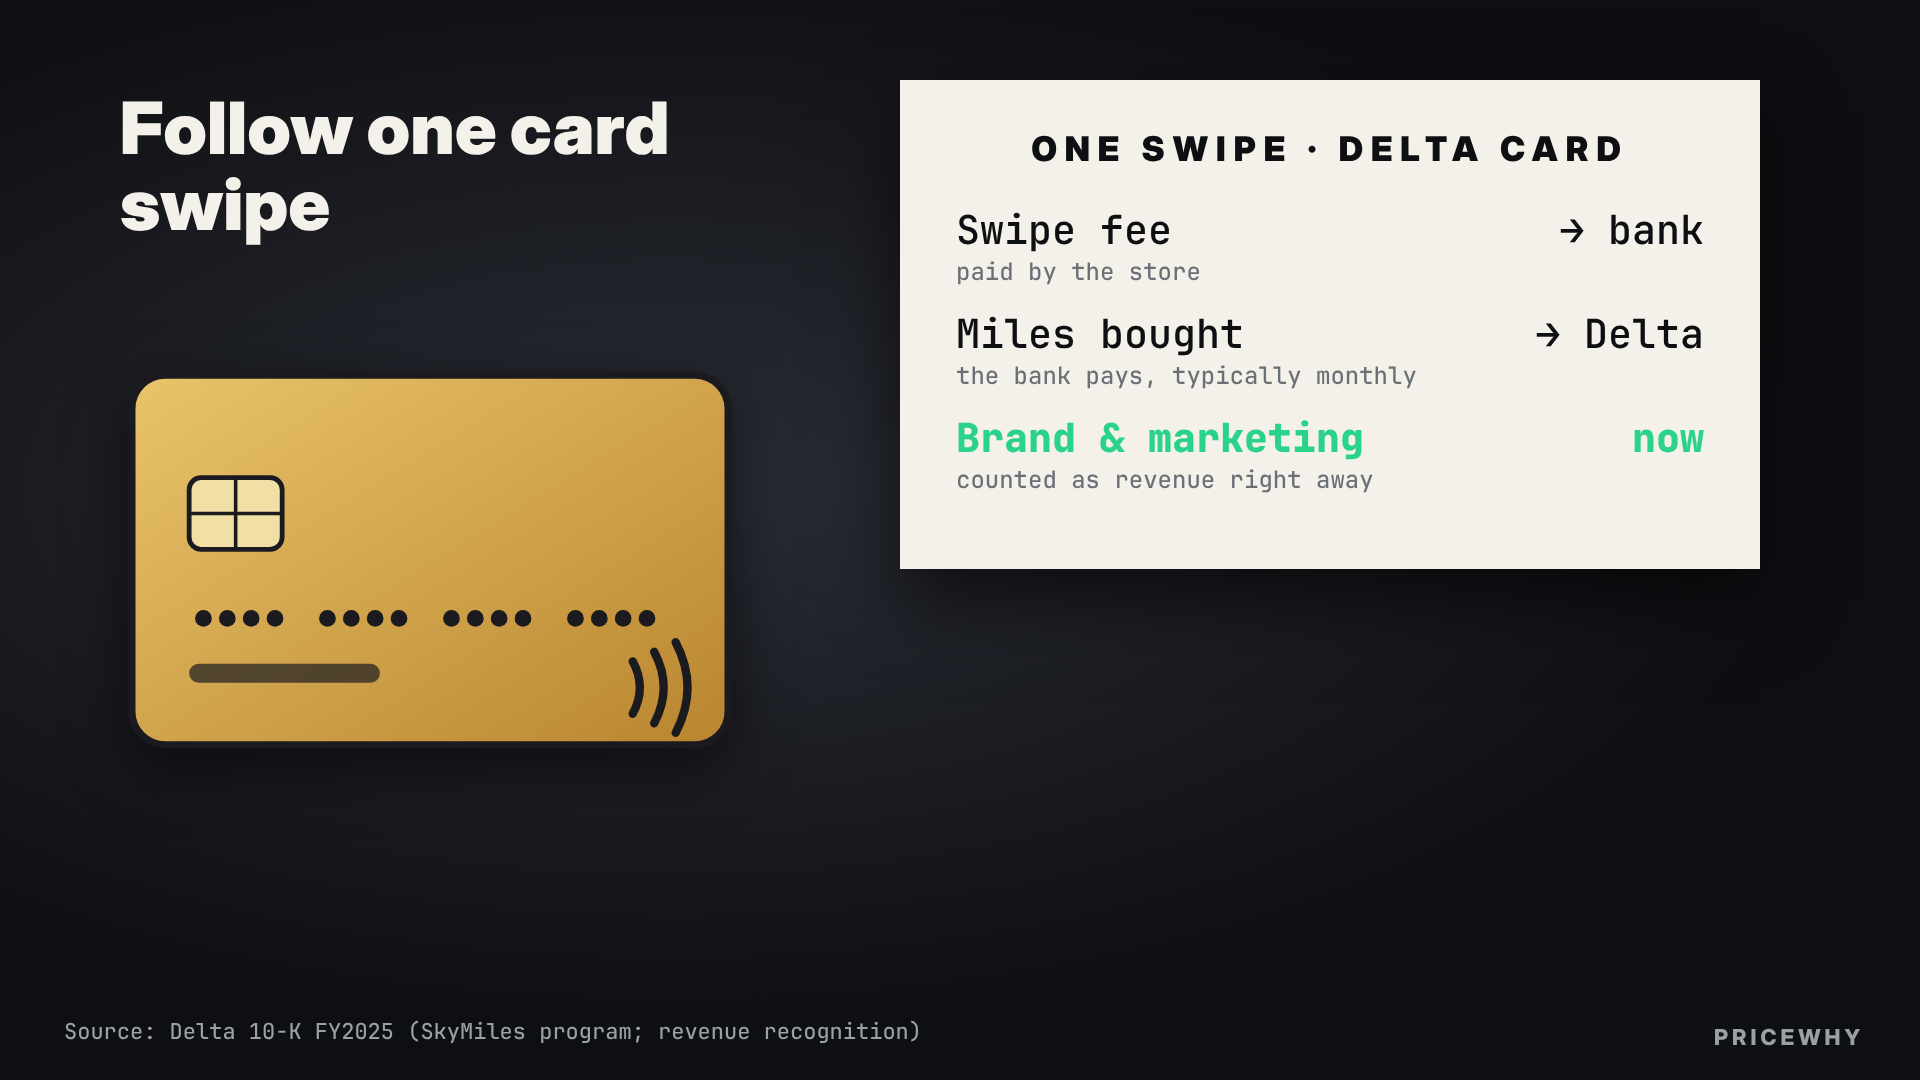 Follow one card
swipe
ONE SWIPE · DELTA CARD
Swipe fee → bank
paid by the store
Miles bought → Delta
the bank pays, typically monthly
Brand & marketing now
counted as revenue right away
Source: Delta 10-K FY2025 (SkyMiles program; revenue recognition)
PRICEWHY